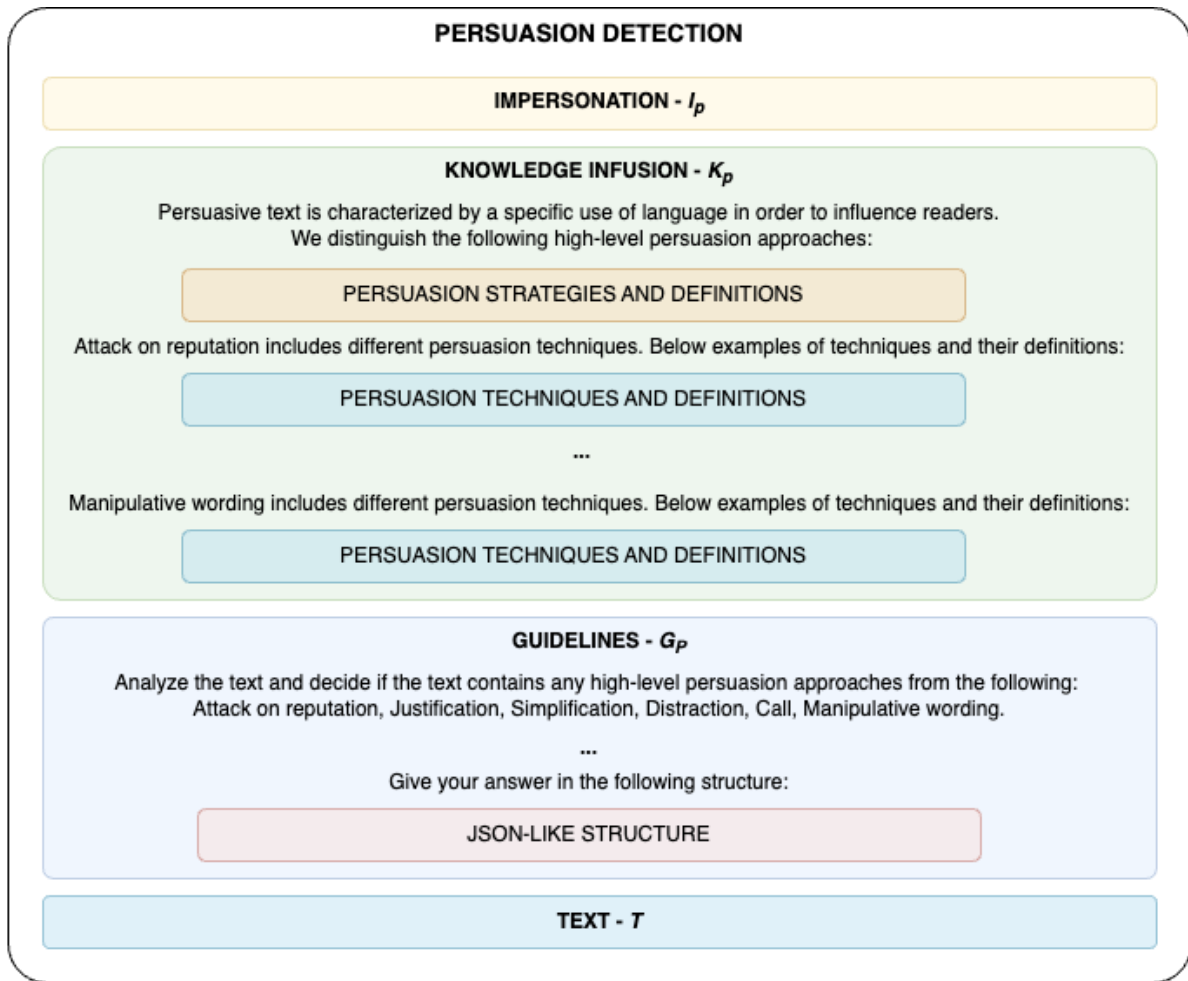 PERSUASION DETECTION
IMPERSONATION - Ip
KNOWLEDGE INFUSION - Kp
Persuasive text is characterized by a specific use of language in order to influence readers.
We distinguish the following high-level persuasion approaches:
PERSUASION STRATEGIES AND DEFINITIONS
Attack on reputation includes different persuasion techniques. Below examples of techniques and their definitions:
PERSUASION TECHNIQUES AND DEFINITIONS
...
Manipulative wording includes different persuasion techniques. Below examples of techniques and their definitions:
PERSUASION TECHNIQUES AND DEFINITIONS
GUIDELINES - GP
Analyze the text and decide if the text contains any high-level persuasion approaches from the following:
Attack on reputation, Justification, Simplification, Distraction, Call, Manipulative wording.
...
Give your answer in the following structure:
JSON-LIKE STRUCTURE
TEXT - T